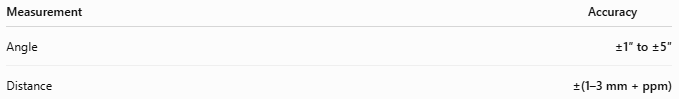 Measurement Accuracy
Angle ±1″ to ±5″
Distance ±(1–3 mm + ppm)